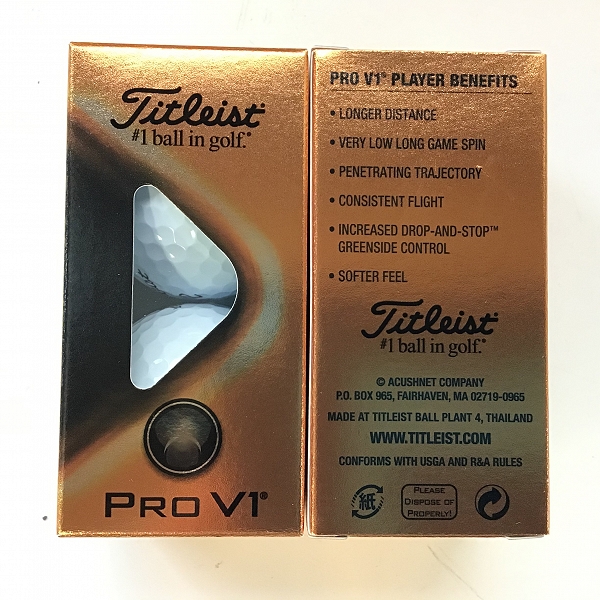 Titleist
#1 ball in golf.®
PRO V1®
PRO V1® PLAYER BENEFITS
• LONGER DISTANCE
• VERY LOW LONG GAME SPIN
• PENETRATING TRAJECTORY
• CONSISTENT FLIGHT
• INCREASED DROP-AND-STOP™
GREENSIDE CONTROL
• SOFTER FEEL
Titleist
#1 ball in golf.®
© ACUSHNET COMPANY
P.O. BOX 965, FAIRHAVEN, MA 02719-0965
MADE AT TITLEIST BALL PLANT 4, THAILAND
WWW.TITLEIST.COM
CONFORMS WITH USGA AND R&A RULES
紙
PLEASE
DISPOSE OF
PROPERLY!